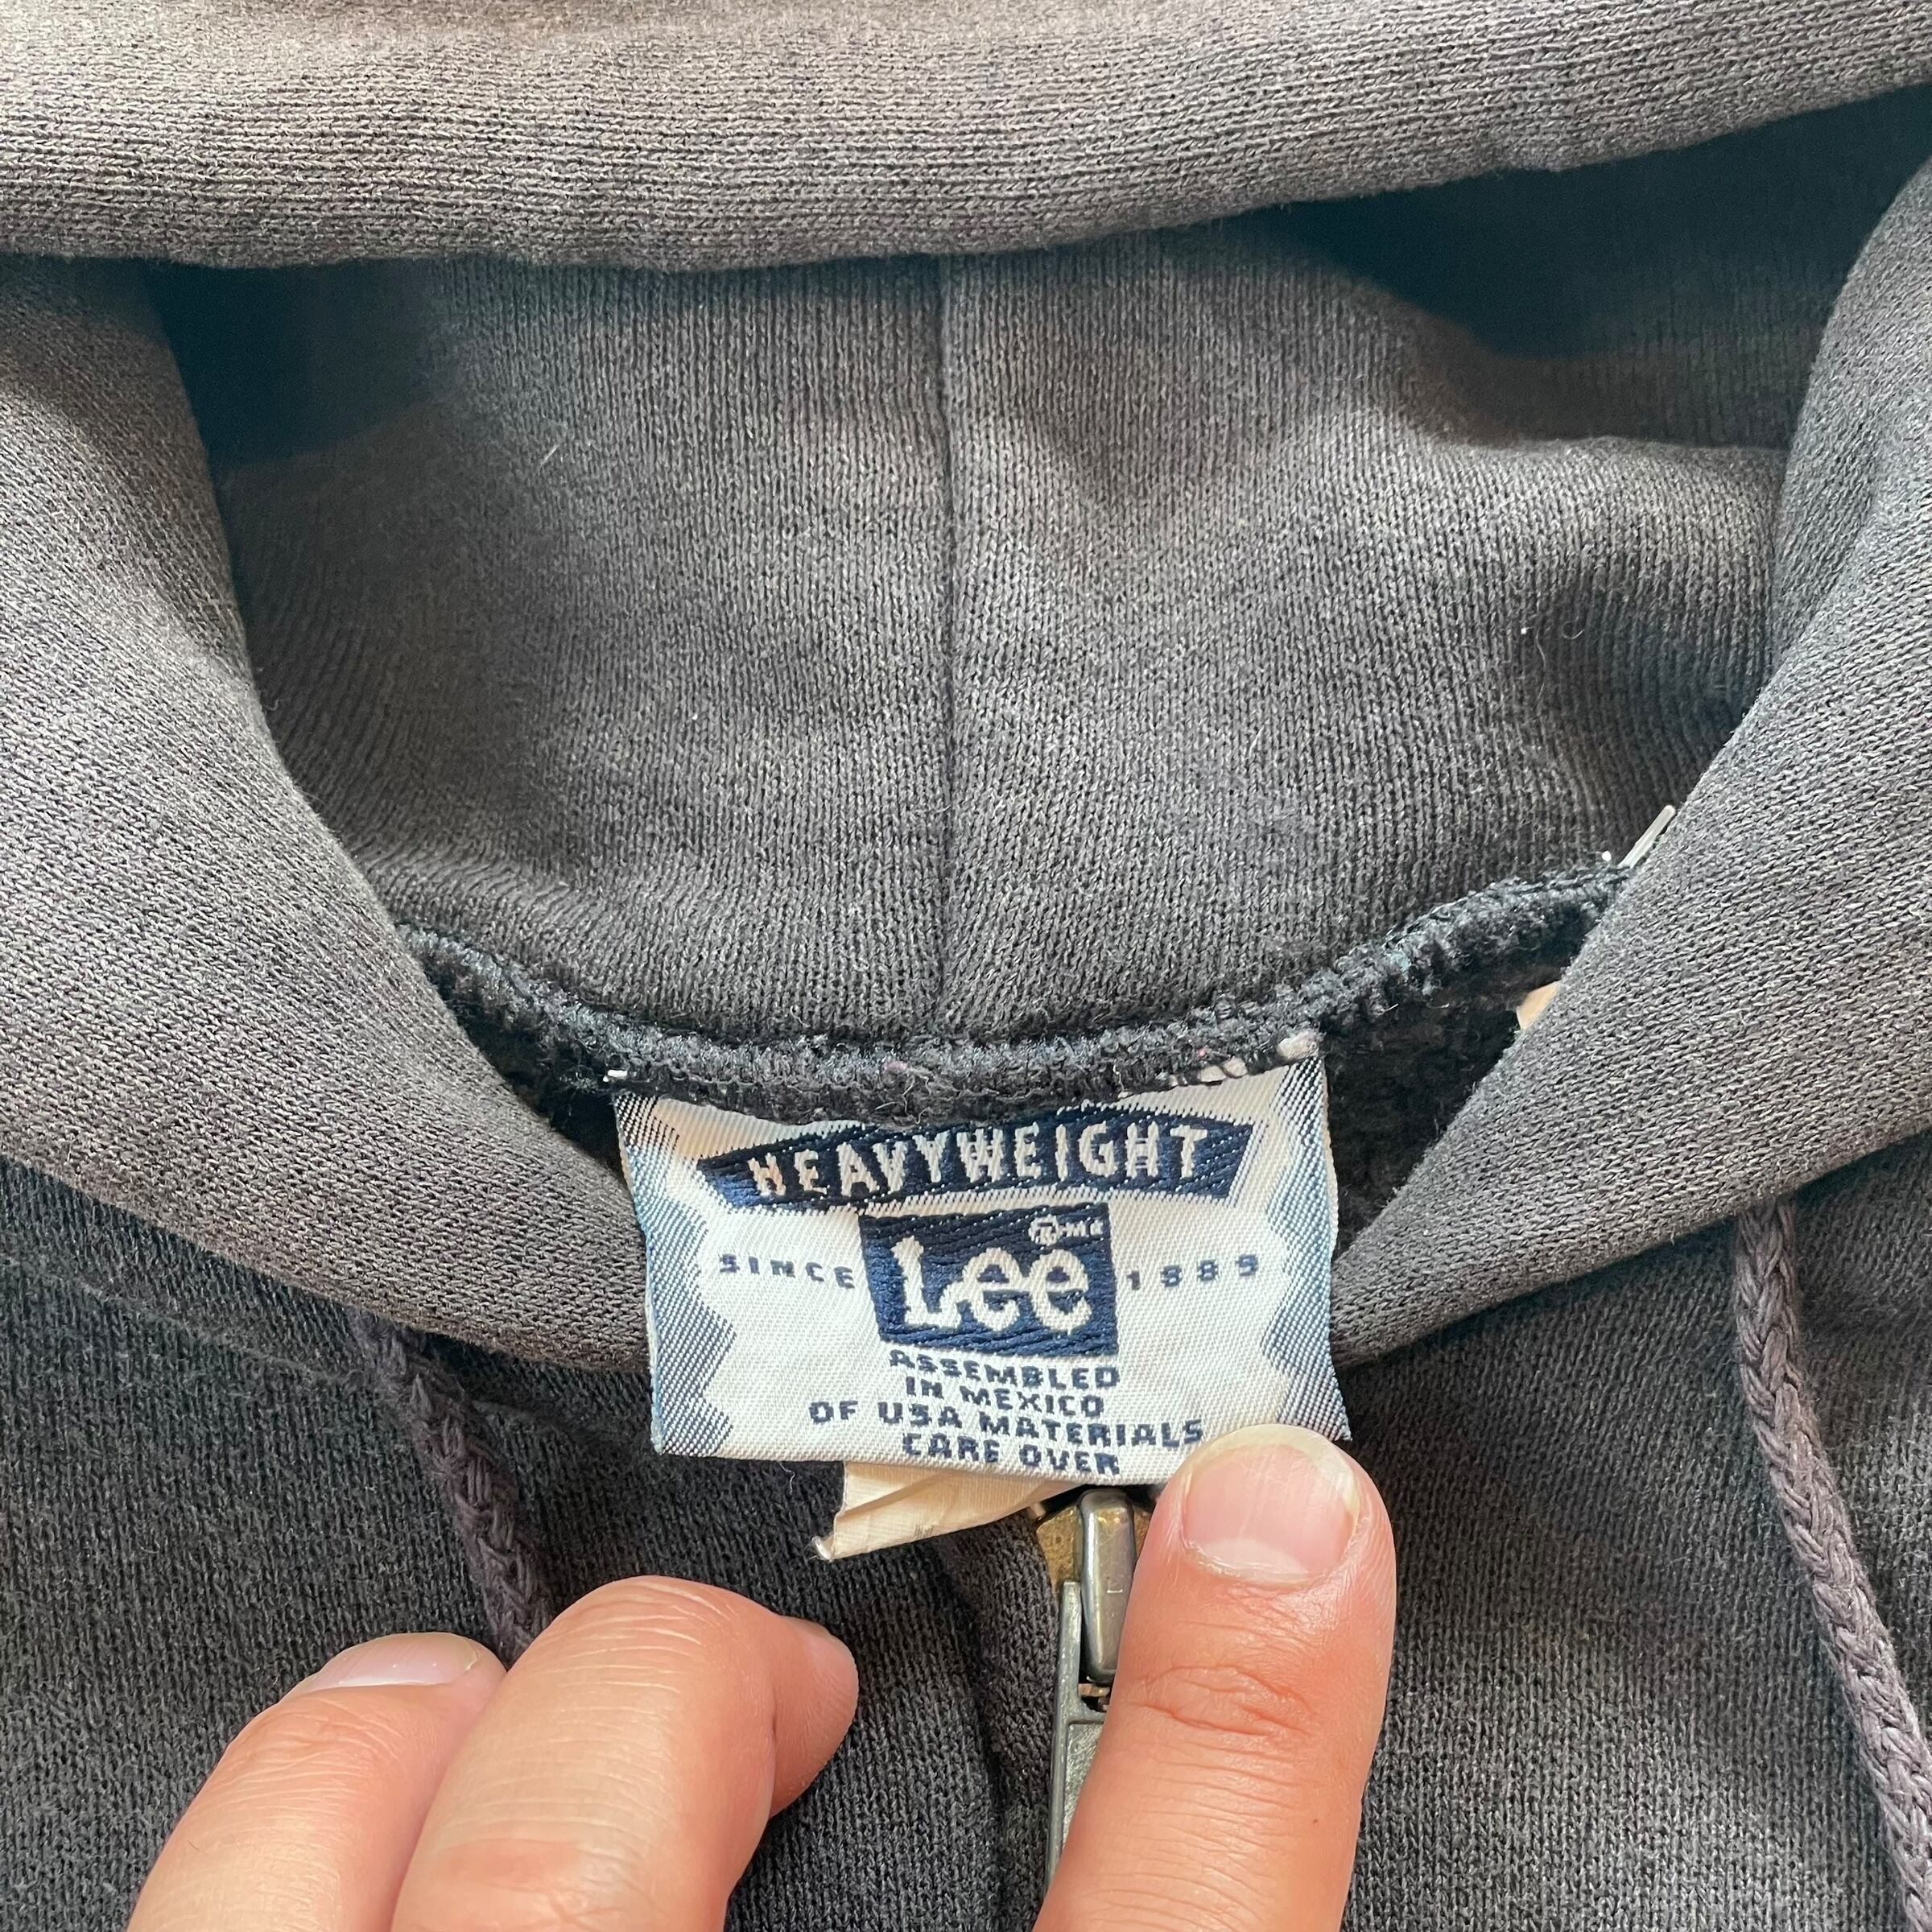 HEAVYWEIGHT
SINCE Lee 1889
ASSEMBLED
IN MEXICO
OF USA MATERIALS
CARE OVER